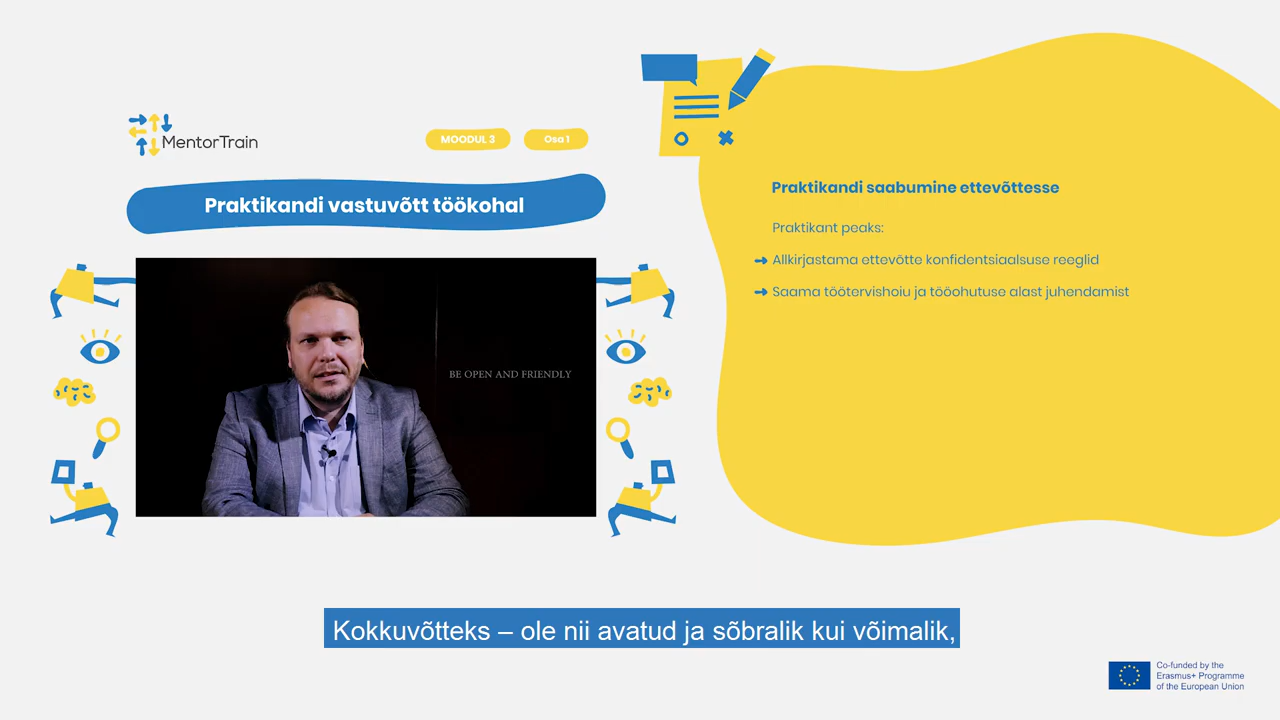 MentorTrain
MOODUL 3
Osa 1
Praktikandi vastuvõtt töökohal
BE OPEN AND FRIENDLY
Praktikandi saabumine ettevõttesse
Praktikant peaks:
Allkirjastama ettevõtte konfidentsiaalsuse reeglid
Saama töötervishoiu ja tööohutuse alast juhendamist
Kokkuvõtteks – ole nii avatud ja sõbralik kui võimalik,
Co-funded by the
Erasmus+ Programme
of the European Union